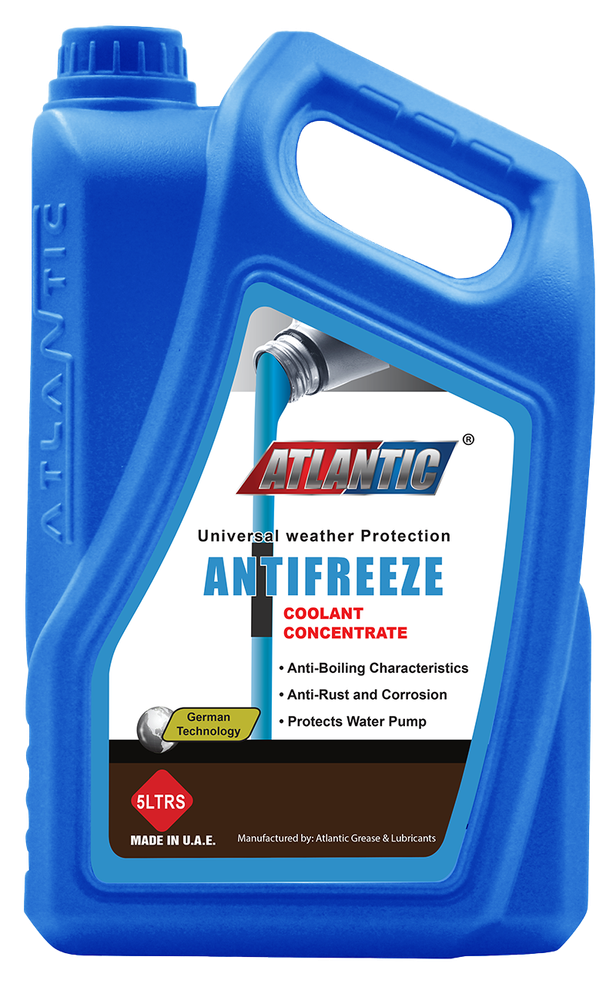 ATLANTIC
ATLANTIC ®
Universal weather Protection
ANTIFREEZE
COOLANT
CONCENTRATE
• Anti-Boiling Characteristics
• Anti-Rust and Corrosion
• Protects Water Pump
German
Technology
5LTRS
MADE IN U.A.E.
Manufactured by: Atlantic Grease & Lubricants